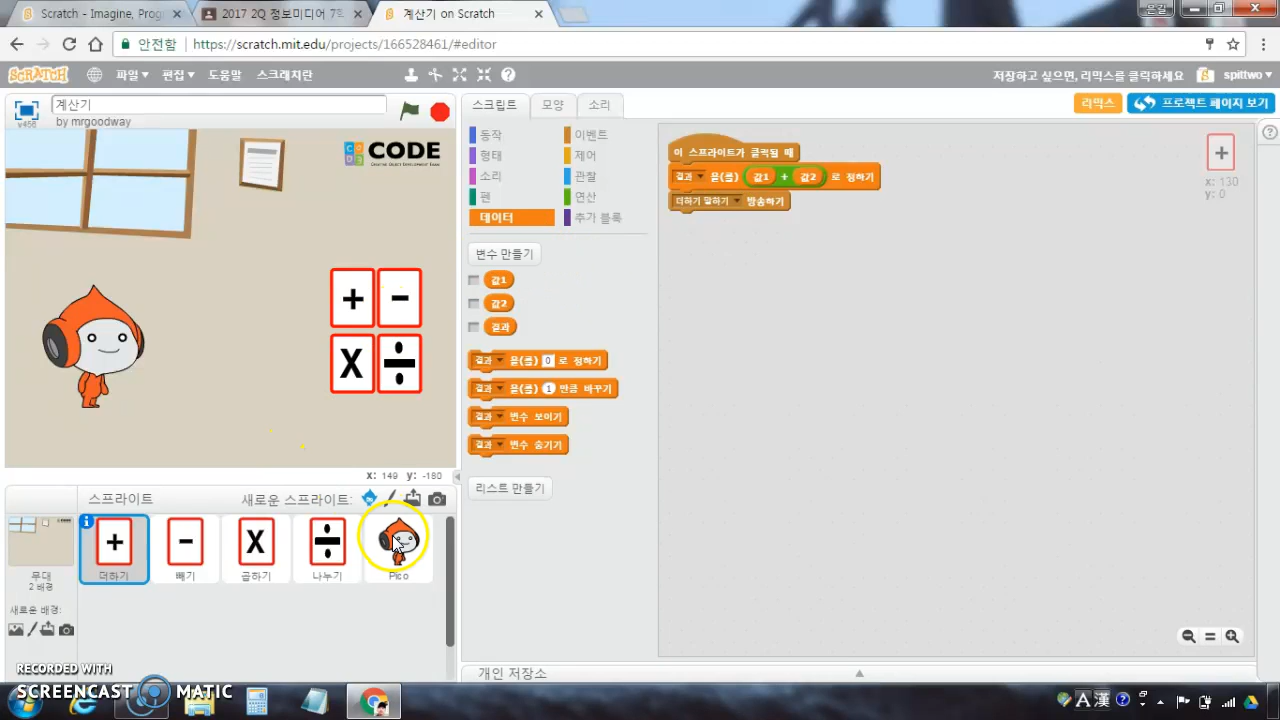 Scratch - Imagine, Prog
2017 2Q 정보미디어 7학
계산기 on Scratch
윤길
안전함
https://scratch.mit.edu/projects/166528461/#editor
SCRATCH
파일
편집
도움말
스크래치란
저장하고 싶으면, 리믹스를 클릭하세요
spittwo
v456
계산기
by mrgoodway
스크립트
모양
소리
리믹스
프로젝트 페이지 보기
CODE
동작
이벤트
형태
제어
소리
관찰
펜
연산
데이터
추가 블록
변수 만들기
값1
값2
결과
결과 을(를) 0 로 정하기
결과 을(를) 1 만큼 바꾸기
결과 변수 보이기
결과 변수 숨기기
리스트 만들기
이 스프라이트가 클릭될 때
결과 을(를) 값1 + 값2 로 정하기
더하기 말하기 방송하기
+
x: 130
y: 0
+ -
X ÷
x: 149 y: -180
스프라이트
새로운 스프라이트:
무대
2 배경
새로운 배경:
+
더하기
-
빼기
X
곱하기
÷
나누기
Pico
개인 저장소
RECORDED WITH
SCREENCAST MATIC
A 漢